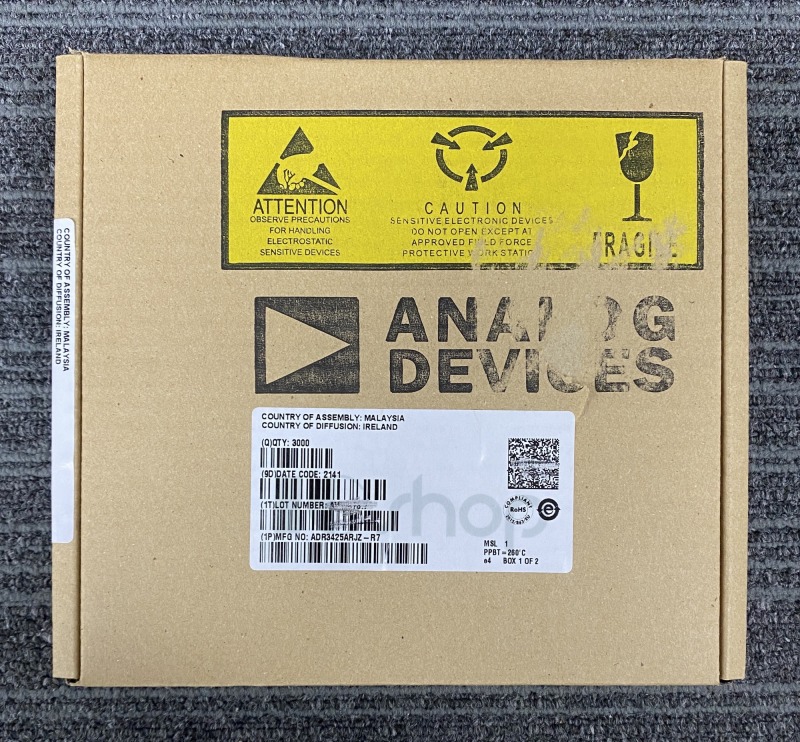 ATTENTION
OBSERVE PRECAUTIONS
FOR HANDLING
ELECTROSTATIC
SENSITIVE DEVICES
CAUTION
SENSITIVE ELECTRONIC DEVICES
DO NOT OPEN EXCEPT AT
APPROVED FIELD FORCE
PROTECTIVE WORK STATION
FRAGILE
ANALOG
DEVICES
COUNTRY OF ASSEMBLY: MALAYSIA
COUNTRY OF DIFFUSION: IRELAND
COUNTRY OF ASSEMBLY: MALAYSIA
COUNTRY OF DIFFUSION: IRELAND
(Q)QTY: 3000
(9D)DATE CODE: 2141
(1T)LOT NUMBER:
(1P)MFG NO: ADR3425ARJZ-R7
COMPLIANT
RoHS
e
MSL 1
PPBT=260°C
e4 BOX 1 OF 2